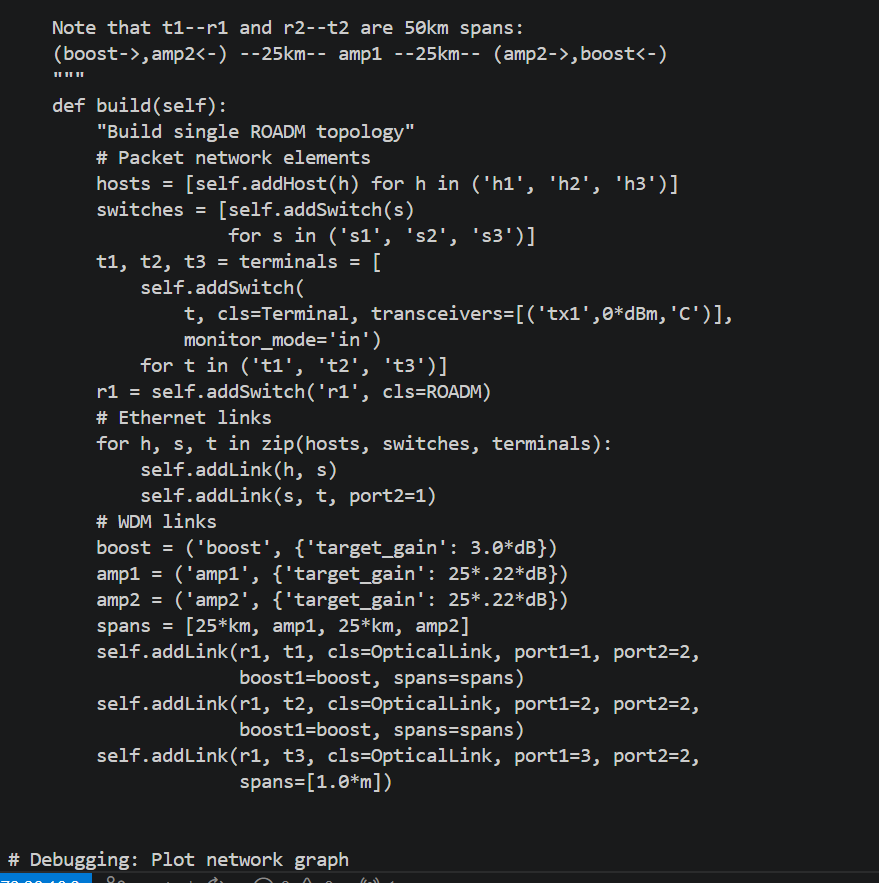 Note that t1--r1 and r2--t2 are 50km spans:
(boost->,amp2<-) --25km-- amp1 --25km-- (amp2->,boost<-)
"""
def build(self):
"Build single ROADM topology"
# Packet network elements
hosts = [self.addHost(h) for h in ('h1', 'h2', 'h3')]
switches = [self.addSwitch(s)
for s in ('s1', 's2', 's3')]
t1, t2, t3 = terminals = [
self.addSwitch(
t, cls=Terminal, transceivers=[('tx1',0*dBm,'C')],
monitor_mode='in')
for t in ('t1', 't2', 't3')]
r1 = self.addSwitch('r1', cls=ROADM)
# Ethernet links
for h, s, t in zip(hosts, switches, terminals):
self.addLink(h, s)
self.addLink(s, t, port2=1)
# WDM links
boost = ('boost', {'target_gain': 3.0*dB})
amp1 = ('amp1', {'target_gain': 25*.22*dB})
amp2 = ('amp2', {'target_gain': 25*.22*dB})
spans = [25*km, amp1, 25*km, amp2]
self.addLink(r1, t1, cls=OpticalLink, port1=1, port2=2,
boost1=boost, spans=spans)
self.addLink(r1, t2, cls=OpticalLink, port1=2, port2=2,
boost1=boost, spans=spans)
self.addLink(r1, t3, cls=OpticalLink, port1=3, port2=2,
spans=[1.0*m])
# Debugging: Plot network graph